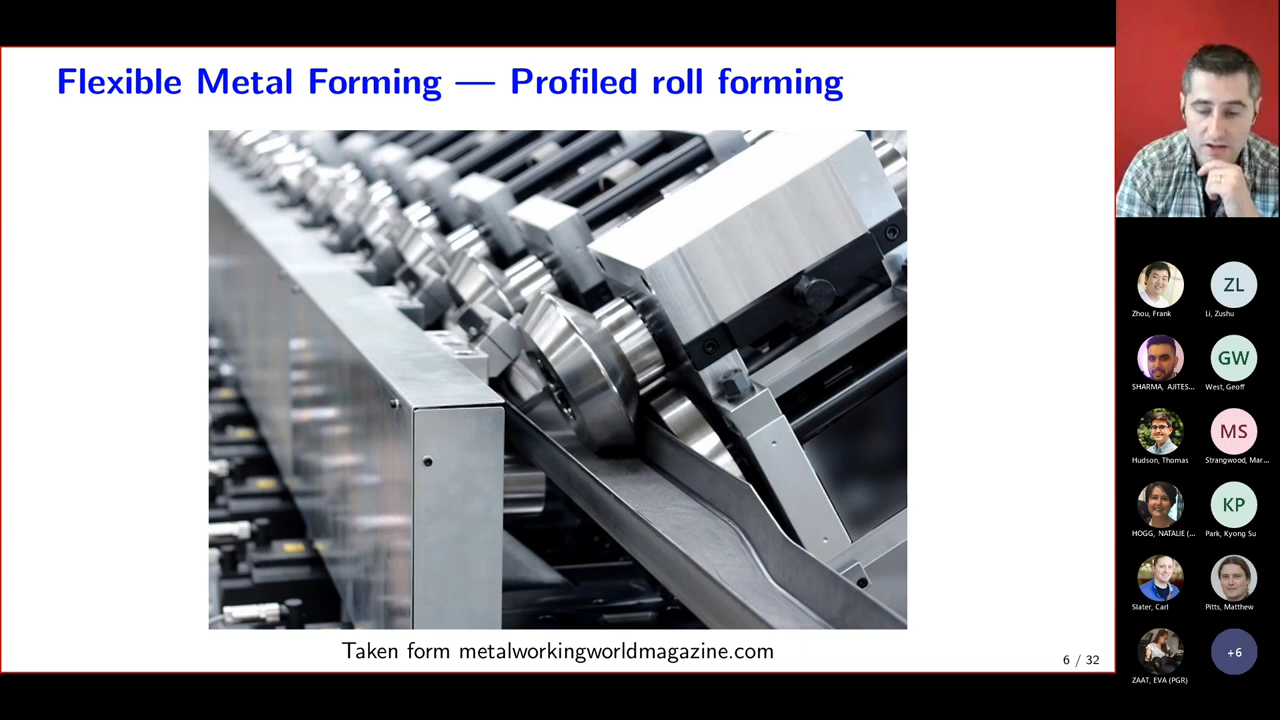 Flexible Metal Forming — Profiled roll forming
Taken form metalworkingworldmagazine.com
6 / 32
ZL
Zhou, Frank
Li, Zushu
GW
SHARMA, AJITES...
West, Geoff
MS
Hudson, Thomas
Strangwood, Mar...
KP
HOGG, NATALIE (...
Park, Kyong Su
Slater, Carl
Pitts, Matthew
+6
ZAAT, EVA (PGR)